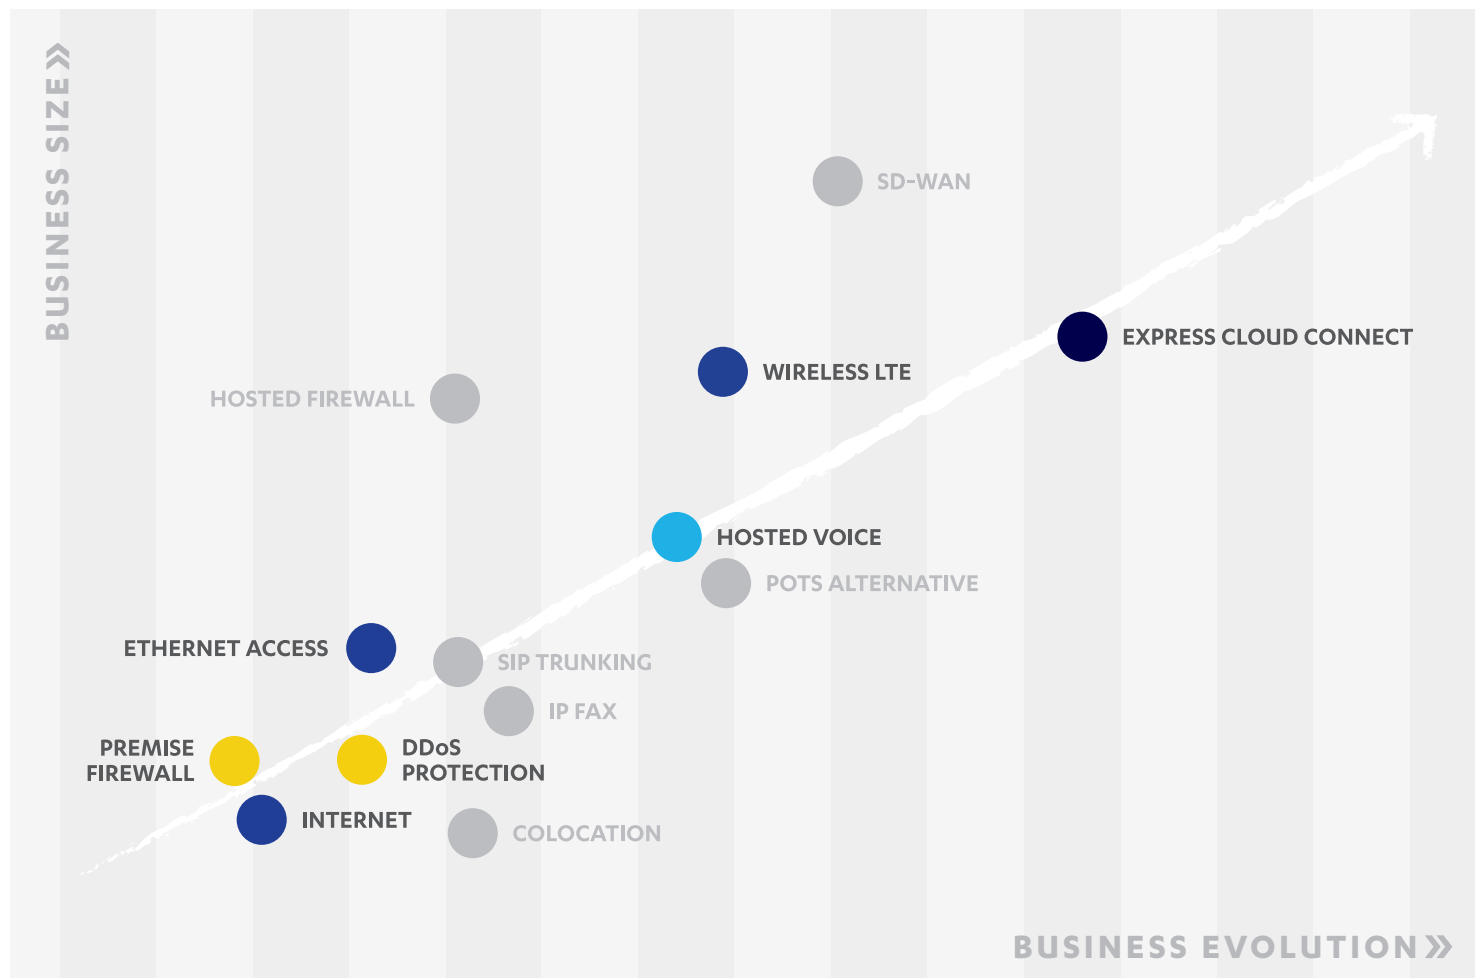 BUSINESS SIZE
SD-WAN
EXPRESS CLOUD CONNECT
WIRELESS LTE
HOSTED FIREWALL
HOSTED VOICE
POTS ALTERNATIVE
ETHERNET ACCESS
SIP TRUNKING
IP FAX
PREMISE
FIREWALL
DDoS
PROTECTION
INTERNET
COLOCATION
BUSINESS EVOLUTION